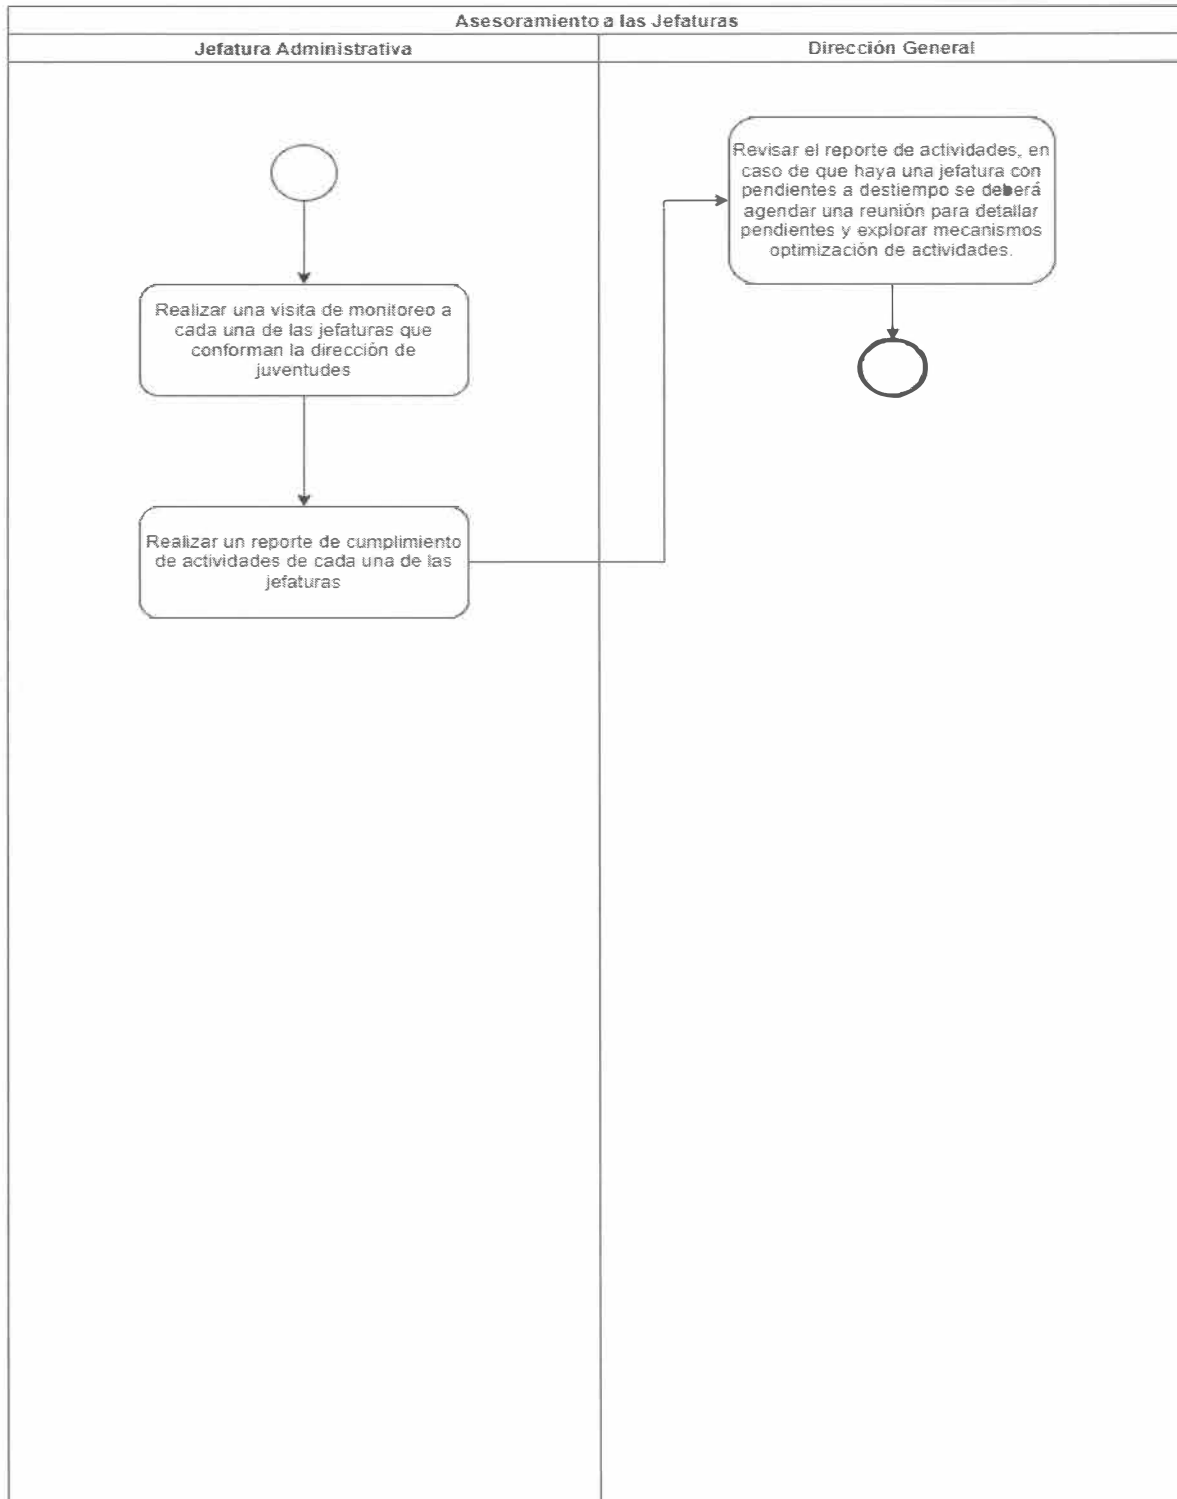 Asesoramiento a las Jefaturas
Jefatura Administrativa
Dirección General
Realizar una visita de monitoreo a
cada una de las jefaturas que
conforman la dirección de
juventudes
Realizar un reporte de cumplimiento
de actividades de cada una de las
jefaturas
Revisar el reporte de actividades, en
caso de que haya una jefatura con
pendientes a destiempo se deberá
agendar una reunión para detallar
pendientes y explorar mecanismos
optimización de actividades.